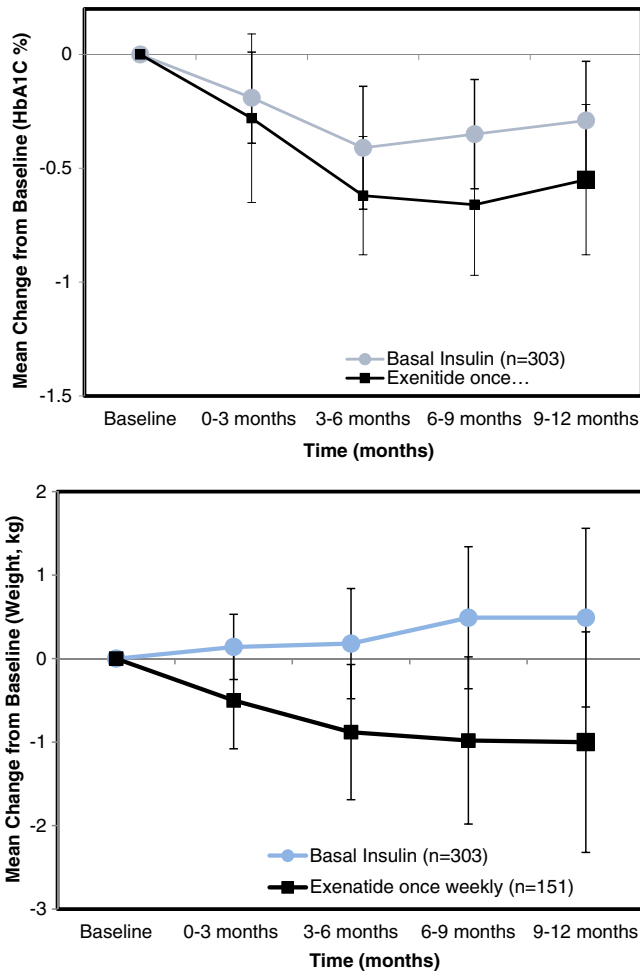 Mean Change from Baseline (HbA1C %)
0
-0.5
-1
-1.5
Basal Insulin (n=303)
Exenitide once…
Baseline 0-3 months 3-6 months 6-9 months 9-12 months
Time (months)
Mean Change from Baseline (Weight, kg)
2
1
0
-1
-2
-3
Basal Insulin (n=303)
Exenatide once weekly (n=151)
Baseline 0-3 months 3-6 months 6-9 months 9-12 months
Time (months)